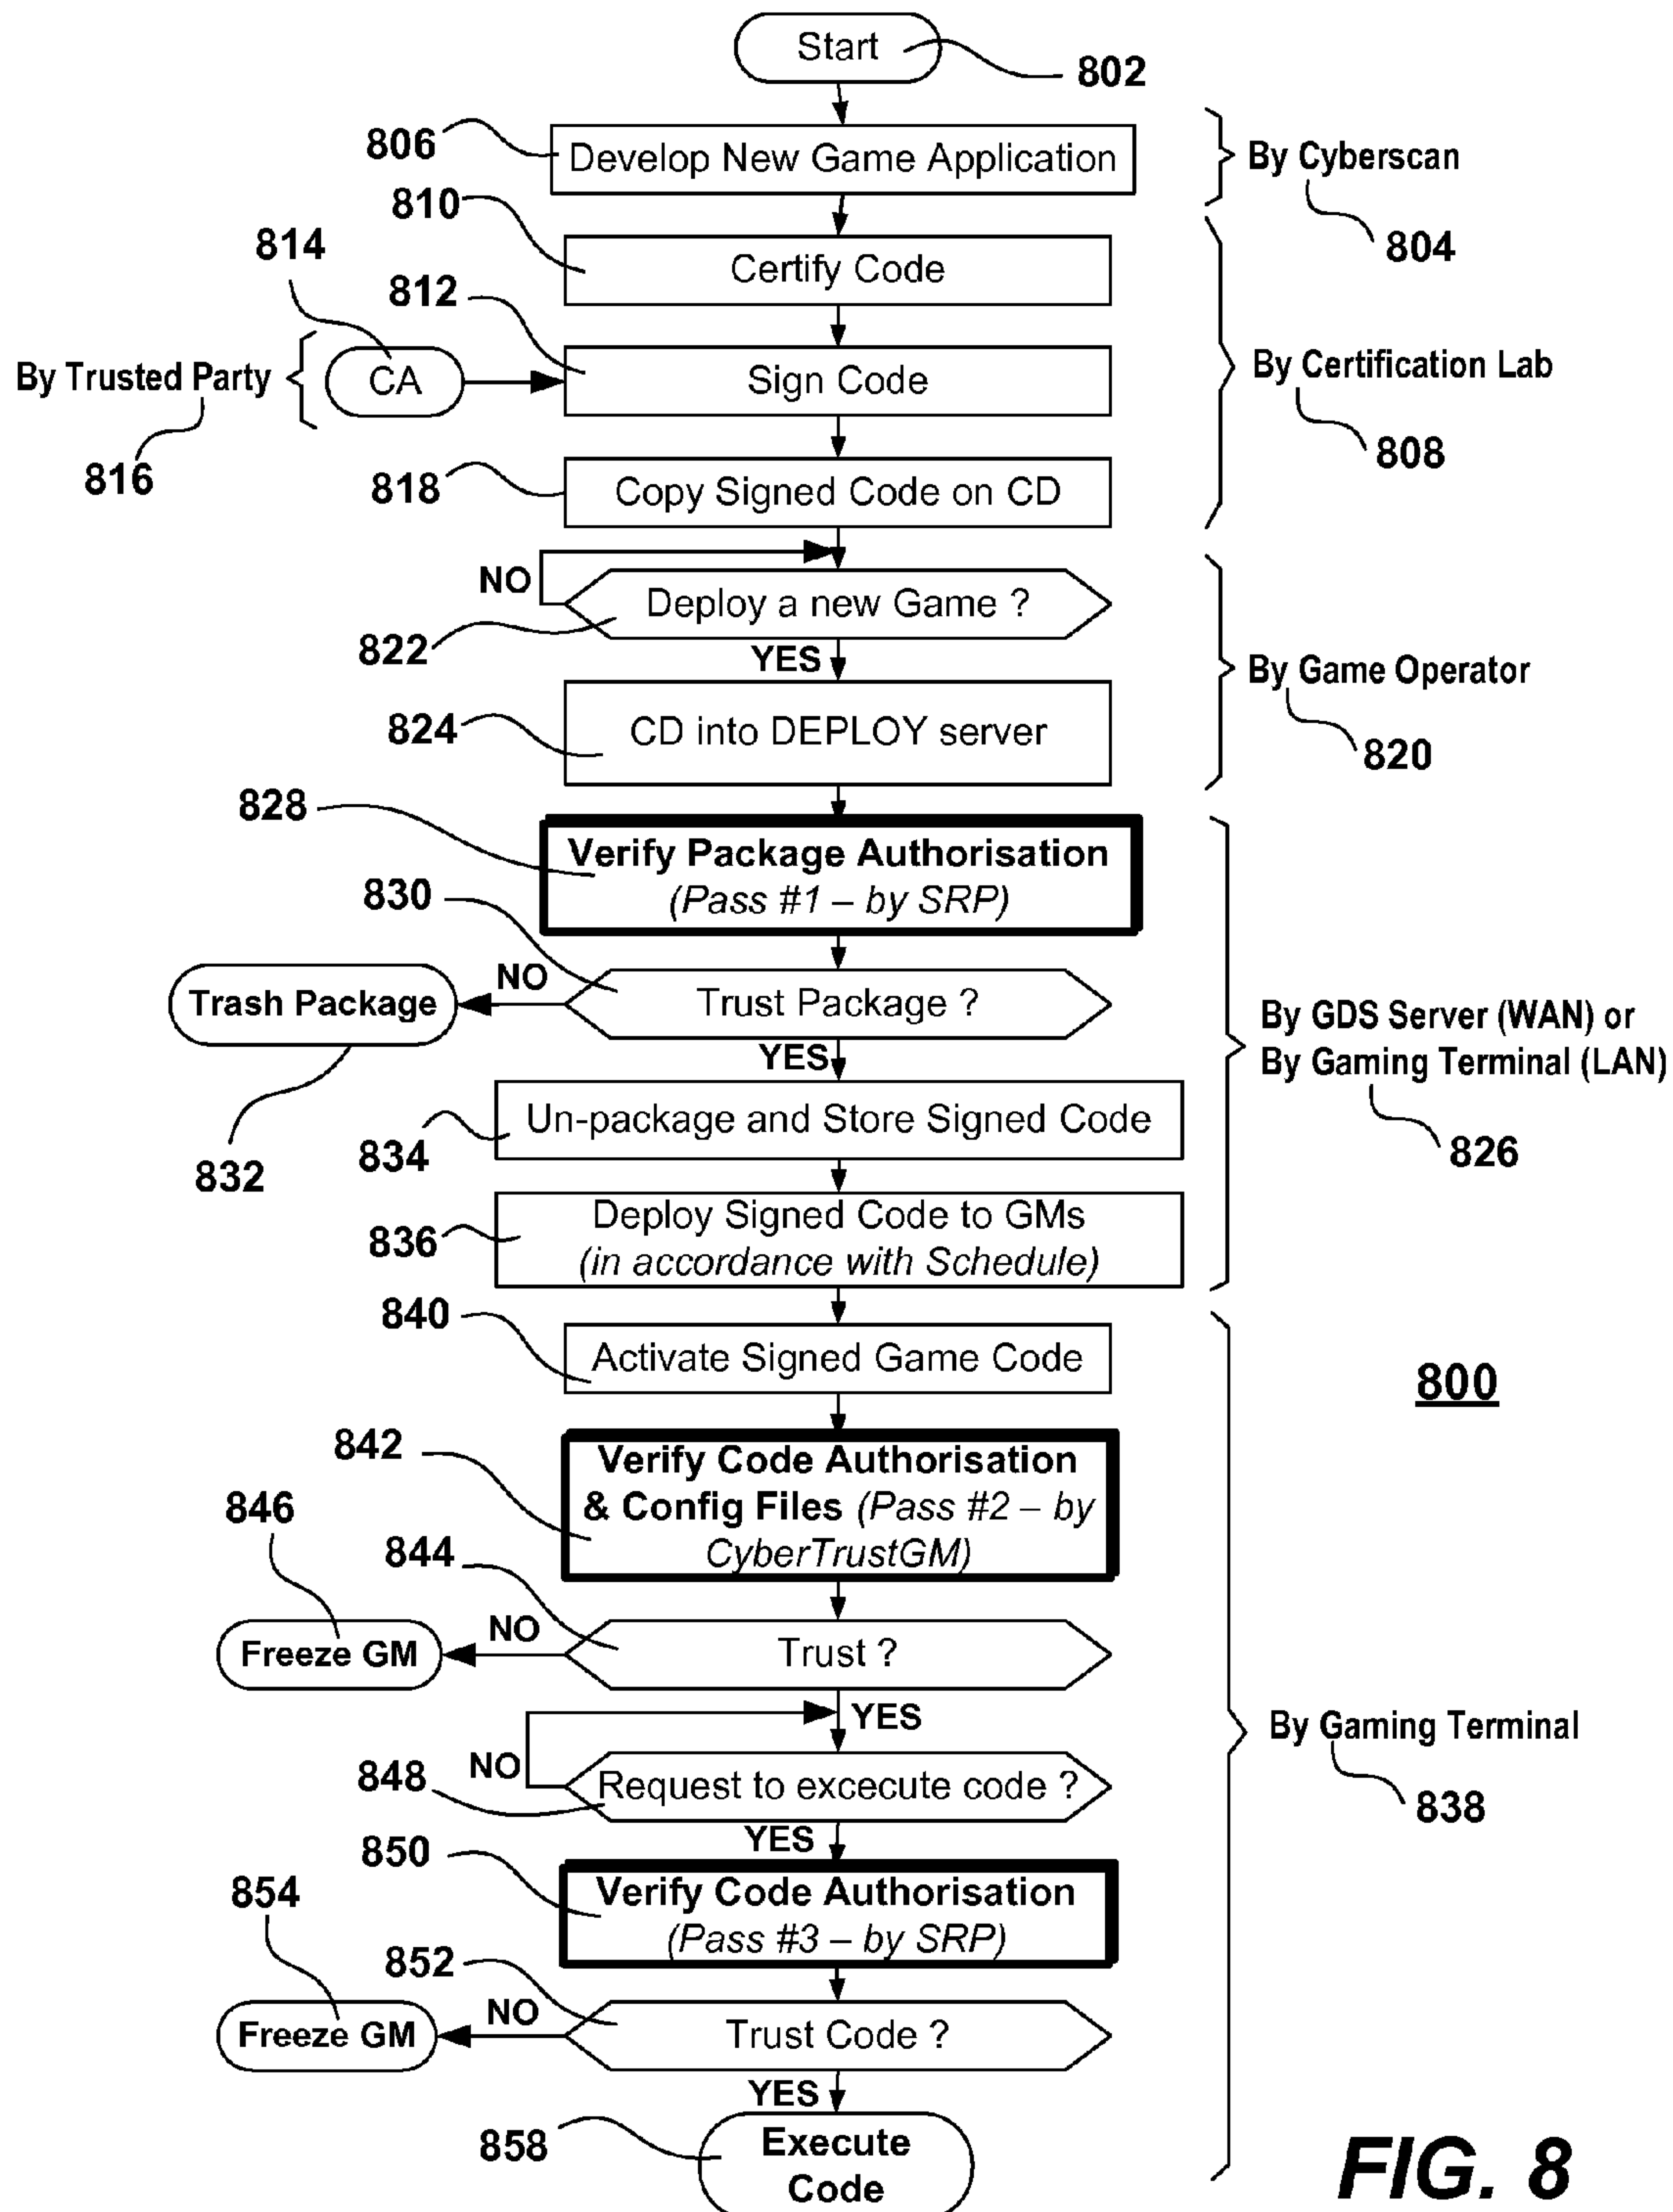 Start
802
806
Develop New Game Application
By Cyberscan
804
810
Certify Code
814
812
By Trusted Party
CA
Sign Code
By Certification Lab
808
816
818
Copy Signed Code on CD
NO
Deploy a new Game ?
822
YES
By Game Operator
820
824
CD into DEPLOY server
828
Verify Package Authorisation
(Pass #1 – by SRP)
830
NO
Trash Package
Trust Package ?
By GDS Server (WAN) or
By Gaming Terminal (LAN)
826
YES
832
834
Un-package and Store Signed Code
836
Deploy Signed Code to GMs
(in accordance with Schedule)
840
Activate Signed Game Code
800
842
Verify Code Authorisation
& Config Files (Pass #2 – by
CyberTrustGM)
846
844
NO
Freeze GM
Trust ?
YES
By Gaming Terminal
838
NO
848
Request to excecute code ?
YES
850
Verify Code Authorisation
(Pass #3 – by SRP)
854
852
NO
Freeze GM
Trust Code ?
YES
858
Execute
Code
FIG. 8